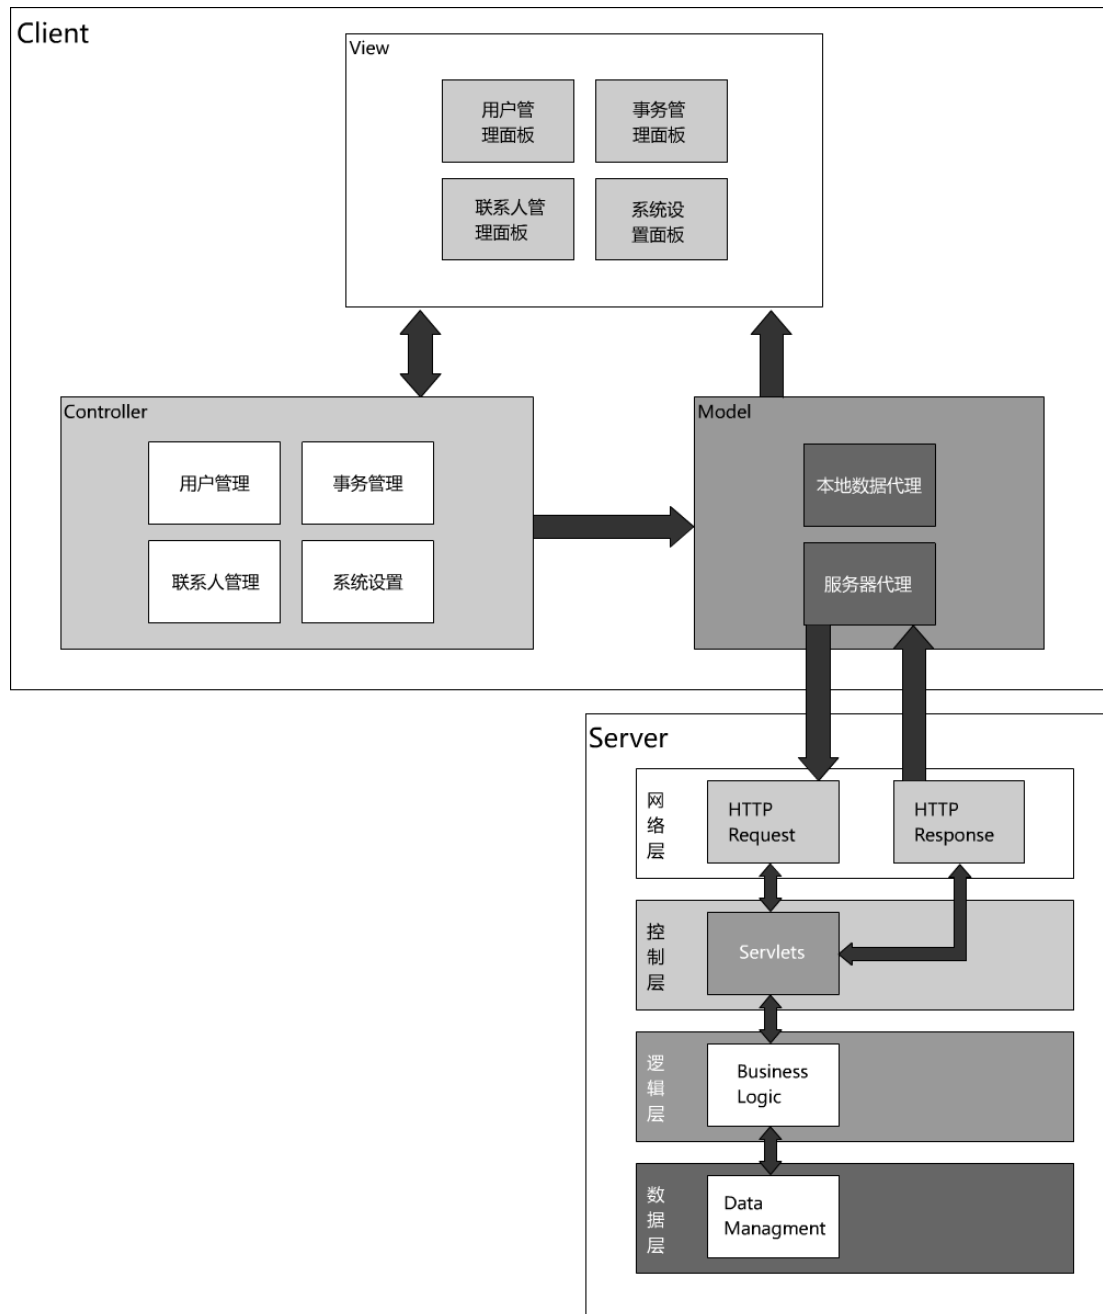 Client
View
用户管
理面板
事务管
理面板
联系人管
理面板
系统设
置面板
Controller
用户管理
事务管理
联系人管理
系统设置
Model
本地数据代理
服务器代理
Server
网
络
层
HTTP
Request
HTTP
Response
控
制
层
Servlets
逻
辑
层
Business
Logic
数
据
层
Data
Managment